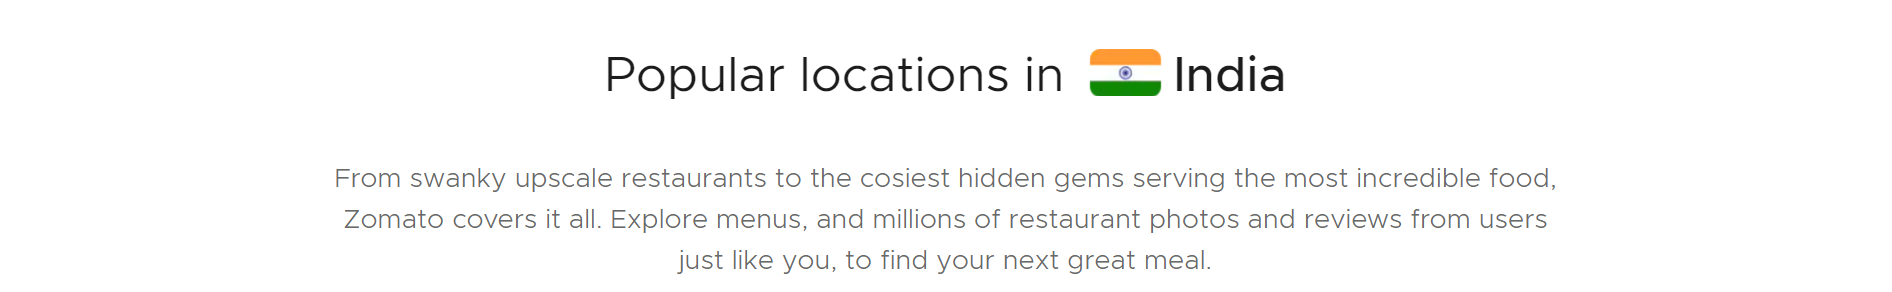 Popular locations in India
From swanky upscale restaurants to the cosiest hidden gems serving the most incredible food,
Zomato covers it all. Explore menus, and millions of restaurant photos and reviews from users
just like you, to find your next great meal.